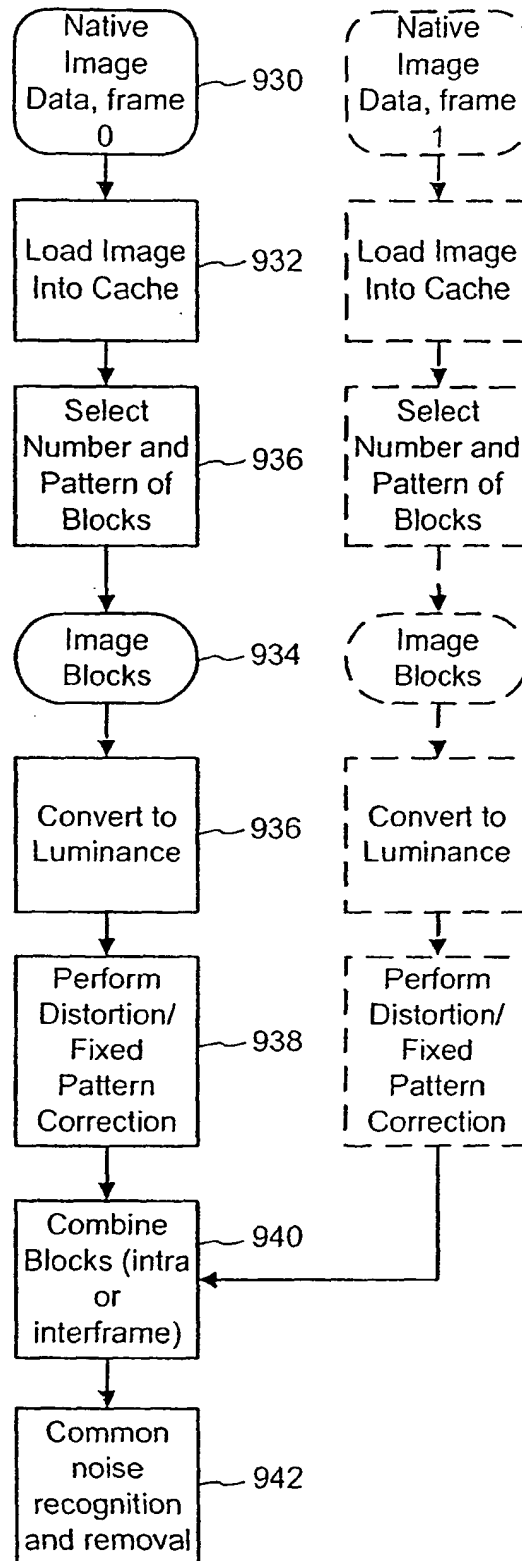 Native
Image
Data, frame
0
930
Load Image
Into Cache
932
Select
Number and
Pattern of
Blocks
936
Image
Blocks
934
Convert to
Luminance
936
Perform
Distortion/
Fixed
Pattern
Correction
938
Combine
Blocks (intra
or
interframe)
940
Common
noise
recognition
and removal
942
Native
Image
Data, frame
1
Load Image
Into Cache
Select
Number and
Pattern of
Blocks
Image
Blocks
Convert to
Luminance
Perform
Distortion/
Fixed
Pattern
Correction